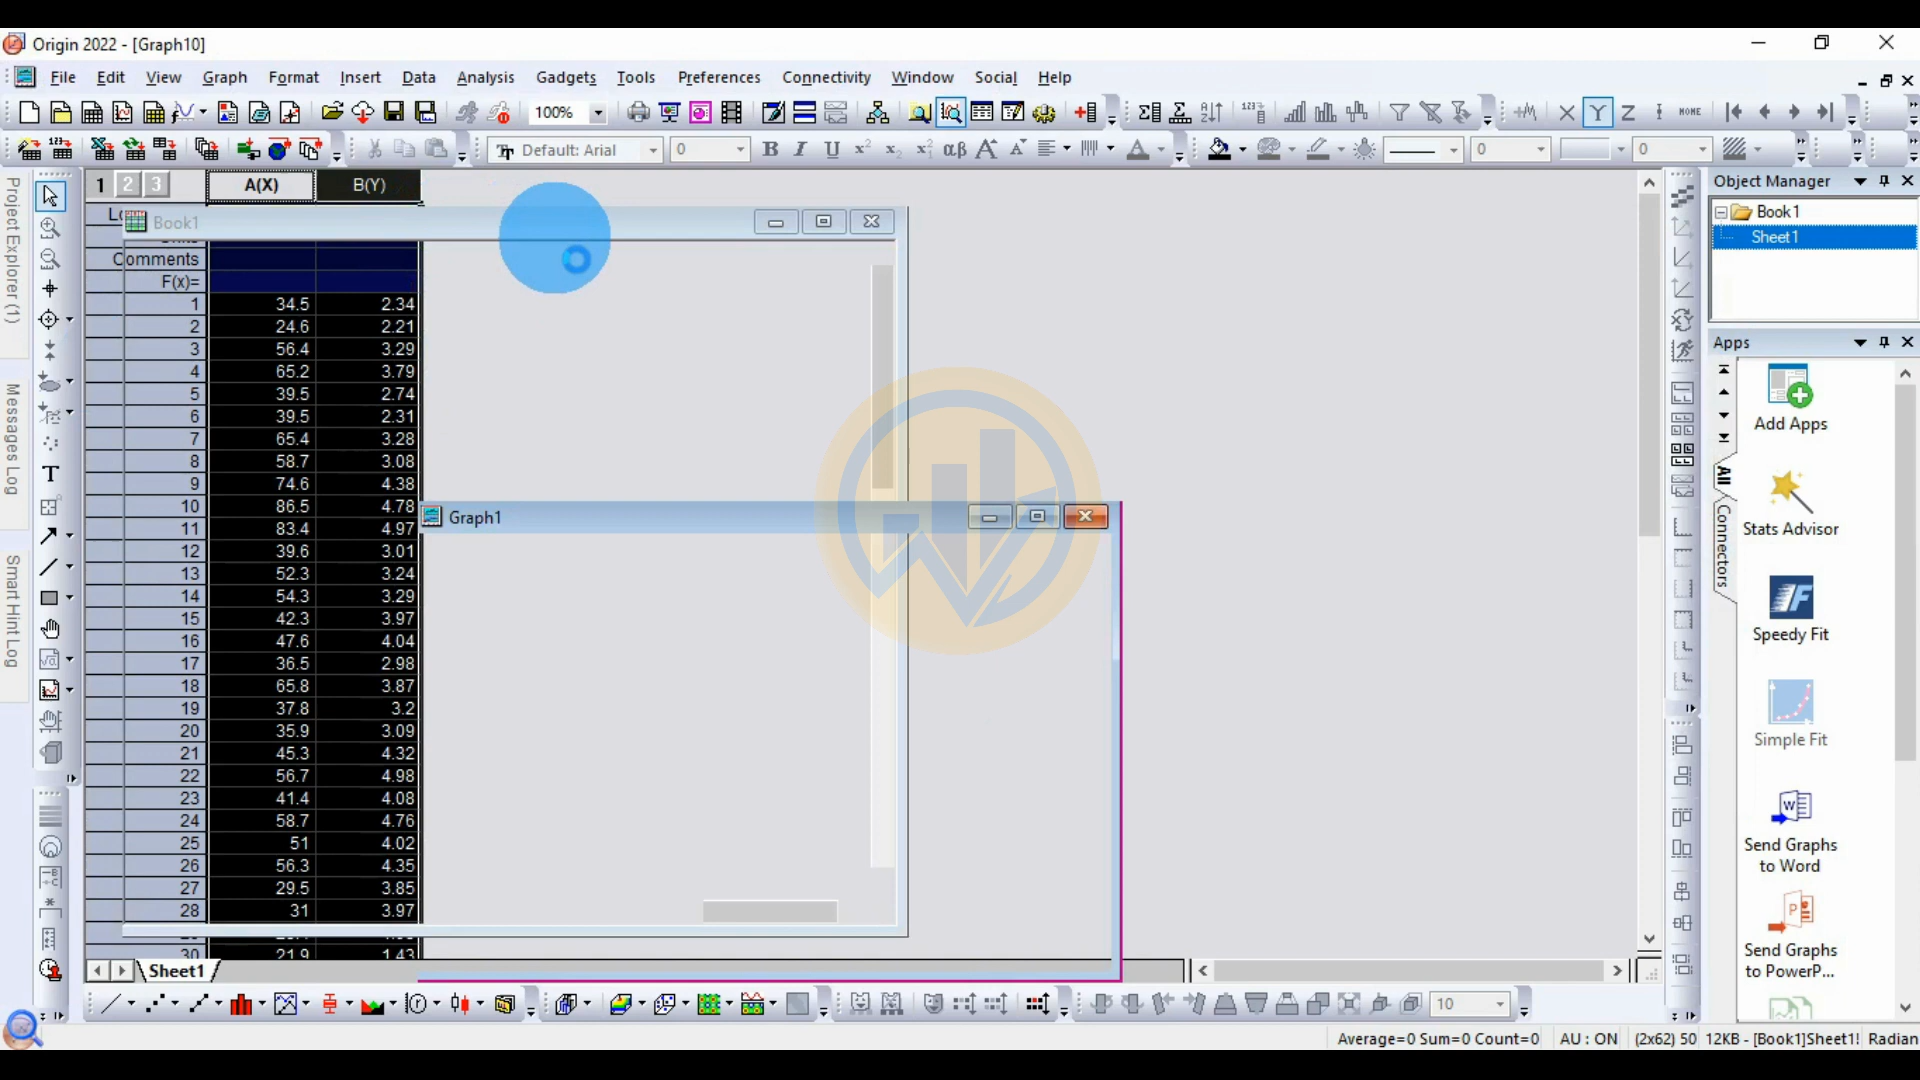 Origin 2022 - [Graph10]
File Edit View Graph Format Insert Data Analysis Gadgets Tools Preferences Connectivity Window Social Help
100%
Default: Arial 0 B I U αβ A
0 0
1 2 3 A(X) B(Y)
Book1
Comments
F(x)=
1 34.5 2.34
2 24.6 2.21
3 56.4 3.29
4 65.2 3.79
5 39.5 2.74
6 39.5 2.31
7 65.4 3.28
8 58.7 3.08
9 74.6 4.38
10 86.5 4.78
11 83.4 4.97
12 39.6 3.01
13 52.3 3.24
14 54.3 3.29
15 42.3 3.97
16 47.6 4.04
17 36.5 2.98
18 65.8 3.87
19 37.8 3.2
20 35.9 3.09
21 45.3 4.32
22 56.7 4.98
23 41.4 4.08
24 58.7 4.76
25 51 4.02
26 56.3 4.35
27 29.5 3.85
28 31 3.97
30 21.9 1.43
Graph1
Sheet1
Project Explorer (1)
Messages Log
Smart Hint Log
Object Manager
Book1
Sheet1
Apps
All
Connectors
Add Apps
Stats Advisor
Speedy Fit
Simple Fit
Send Graphs
to Word
Send Graphs
to PowerP...
10
Average=0 Sum=0 Count=0 AU : ON (2x62) 50 12KB - [Book1]Sheet1! Radian